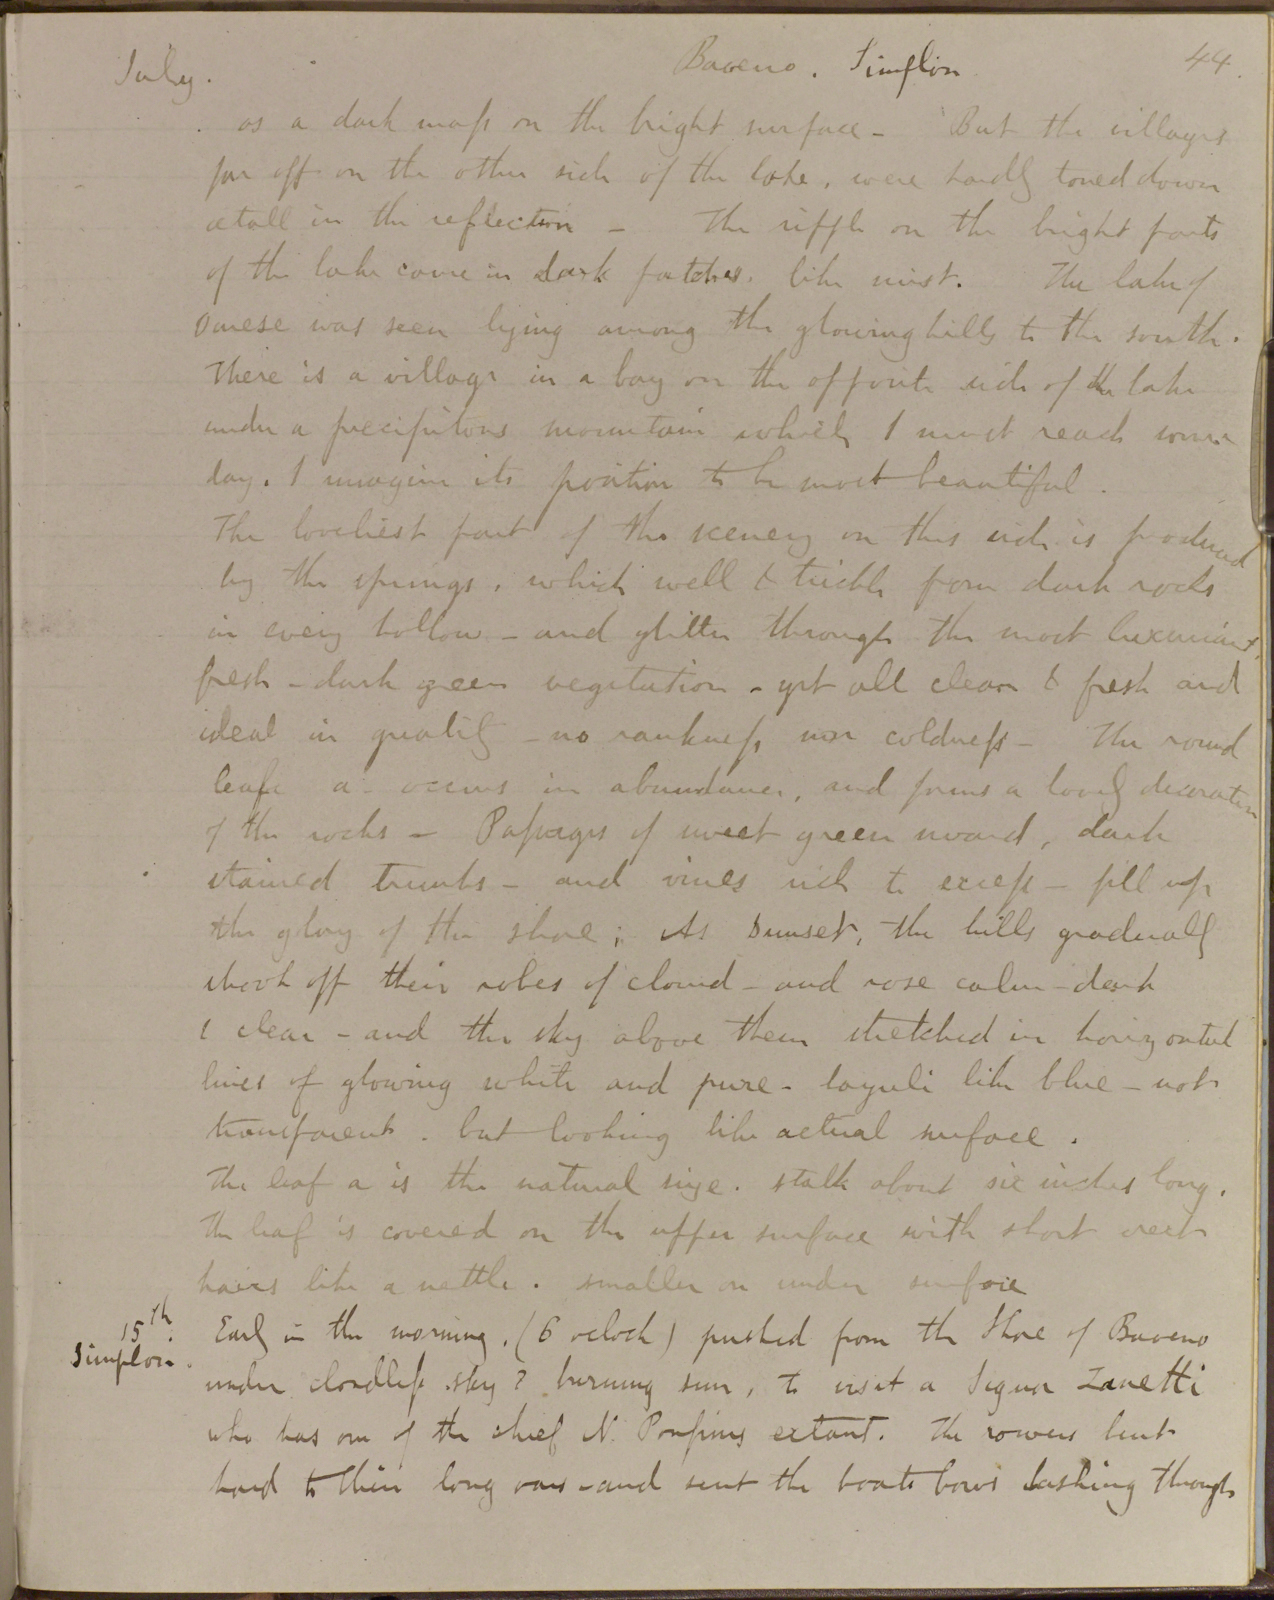 July.
Baveno. Simplon
44.
as a dark mass on the bright surface - But the villages
far off on the other side of the lake, were hardly toned down
atall in the reflection - The riffle on the bright parts
of the lake came in dark patches. like mist. The lake of
Varese was seen lying among the glowing hills to the south.
There is a village in a bay on the opposite side of the lake
under a precipitous mountain which I must reach some
day. I imagine its position to be most beautiful.
The loveliest part of the scenery on this side is produced
by the springs, which well & trickle from dark rocks
in every hollow - and glitter through the most luxuriant,
fresh - dark green vegetation - yet all clean & fresh and
ideal in quality - no rankness, nor coldness - The round
leafe a occurs in abundance, and forms a lovely decoration
of the rocks - Passages of sweet green sward, dark
stained trunks - and vines rich to excess - fill up
the glory of the shore; At Sunset, the hills gradually
shook off their robes of cloud - and rose calm - dark
& clear - and the sky above them stretched in horizontal
lines of glowing white and pure - lazuli like blue - not
transparent. but looking like actual surface.
The leaf a is the natural size. stalk about six inches long.
The leaf is covered on the upper surface with short erect
hairs like a nettle. smaller on under surface
15th.
Simplon.
Early in the morning. (6 oclock) pushed from the Shore of Baveno
under cloudless sky & burning sun, to visit a Signor Zanetti
who has one of the chief N. Poussins extant. The rowers bent
hard to their long oars - and sent the boats bows dashing through